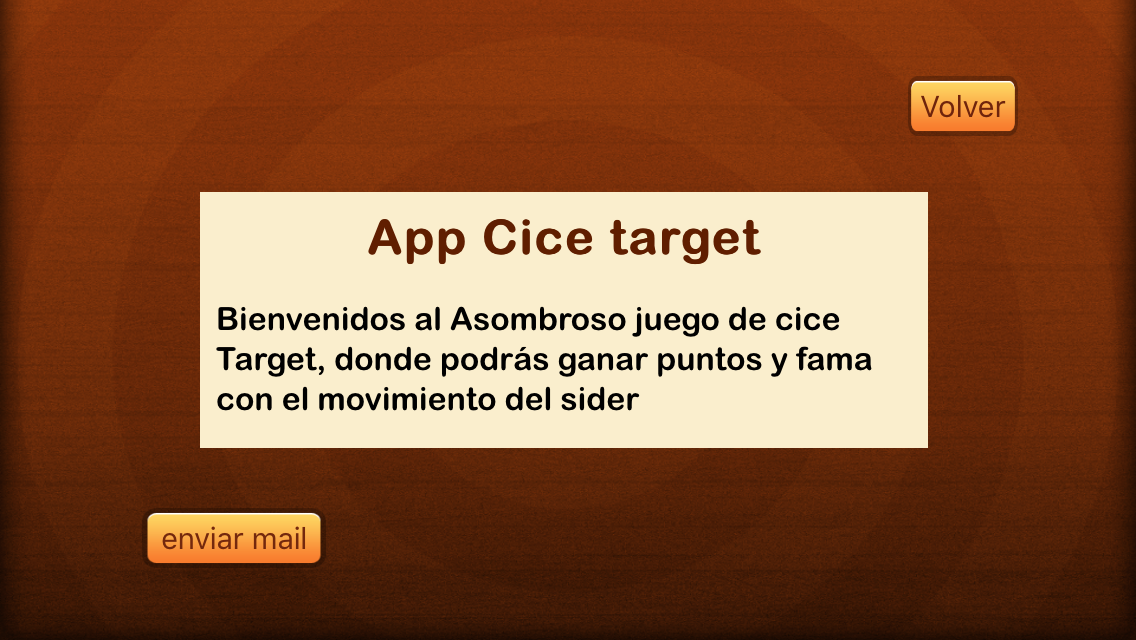 Volver
App Cice target
Bienvenidos al Asombroso juego de cice
Target, donde podrás ganar puntos y fama
con el movimiento del sider
enviar mail